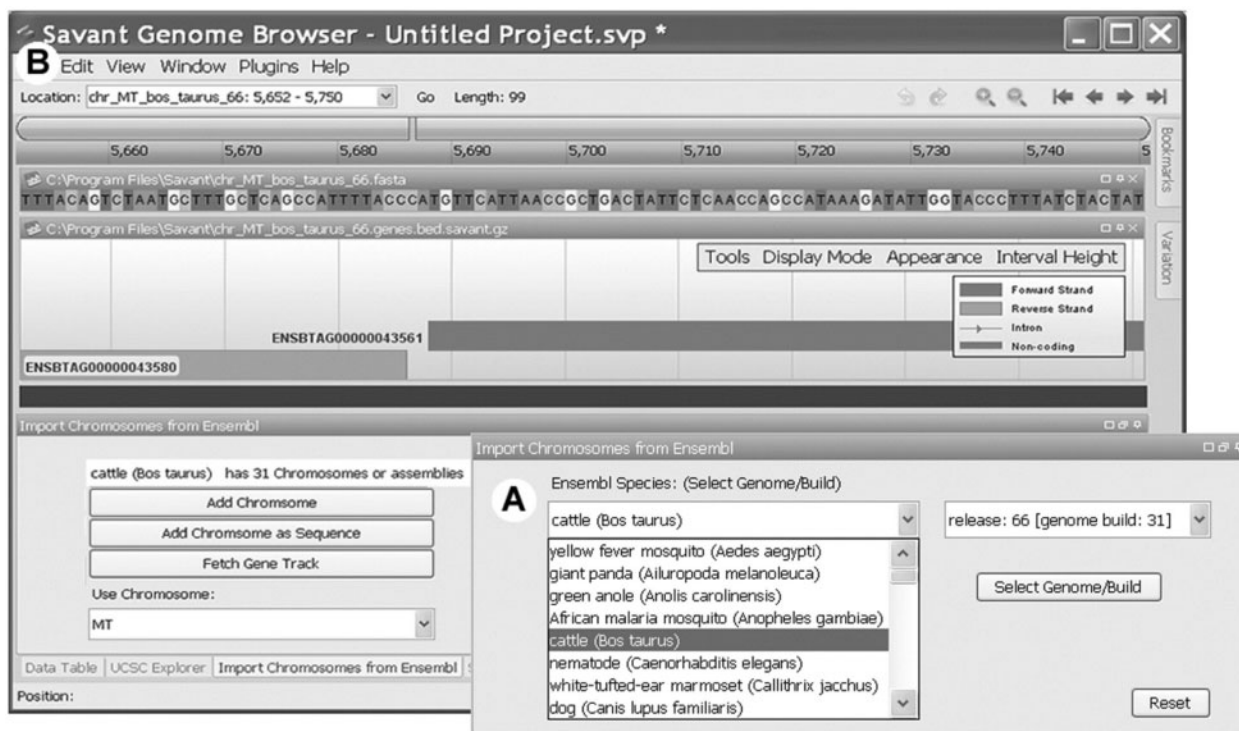 Savant Genome Browser - Untitled Project.svp *
B Edit View Window Plugins Help
Location: chr_MT_bos_taurus_66: 5,652 - 5,750 Go Length: 99
5,660 5,670 5,680 5,690 5,700 5,710 5,720 5,730 5,740 5
Bookmarks
Variation
C:\Program Files\Savant\chr_MT_bos_taurus_66.fasta
TTTACAGTCTAATGCTTTGCTCAGCCATTTTACCCATGTTCATTAACCGCTGACTATTCTCAACCAGCCATAAAGATATTGGTACCCTTTATCTACTAT
C:\Program Files\Savant\chr_MT_bos_taurus_66.genes.bed.savant.gz
Tools Display Mode Appearance Interval Height
Forward Strand
Reverse Strand
Intron
Non-coding
ENSBTAG00000043561
ENSBTAG00000043580
Import Chromosomes from Ensembl
cattle (Bos taurus) has 31 Chromosomes or assemblies
Add Chromsome
Add Chromsome as Sequence
Fetch Gene Track
Use Chromosome:
MT
Data Table UCSC Explorer Import Chromosomes from Ensembl
Position:
Import Chromosomes from Ensembl
A
Ensembl Species: (Select Genome/Build)
cattle (Bos taurus)
release: 66 [genome build: 31]
yellow fever mosquito (Aedes aegypti)
giant panda (Ailuropoda melanoleuca)
green anole (Anolis carolinensis)
African malaria mosquito (Anopheles gambiae)
cattle (Bos taurus)
nematode (Caenorhabditis elegans)
white-tufted-ear marmoset (Callithrix jacchus)
dog (Canis lupus familiaris)
Select Genome/Build
Reset